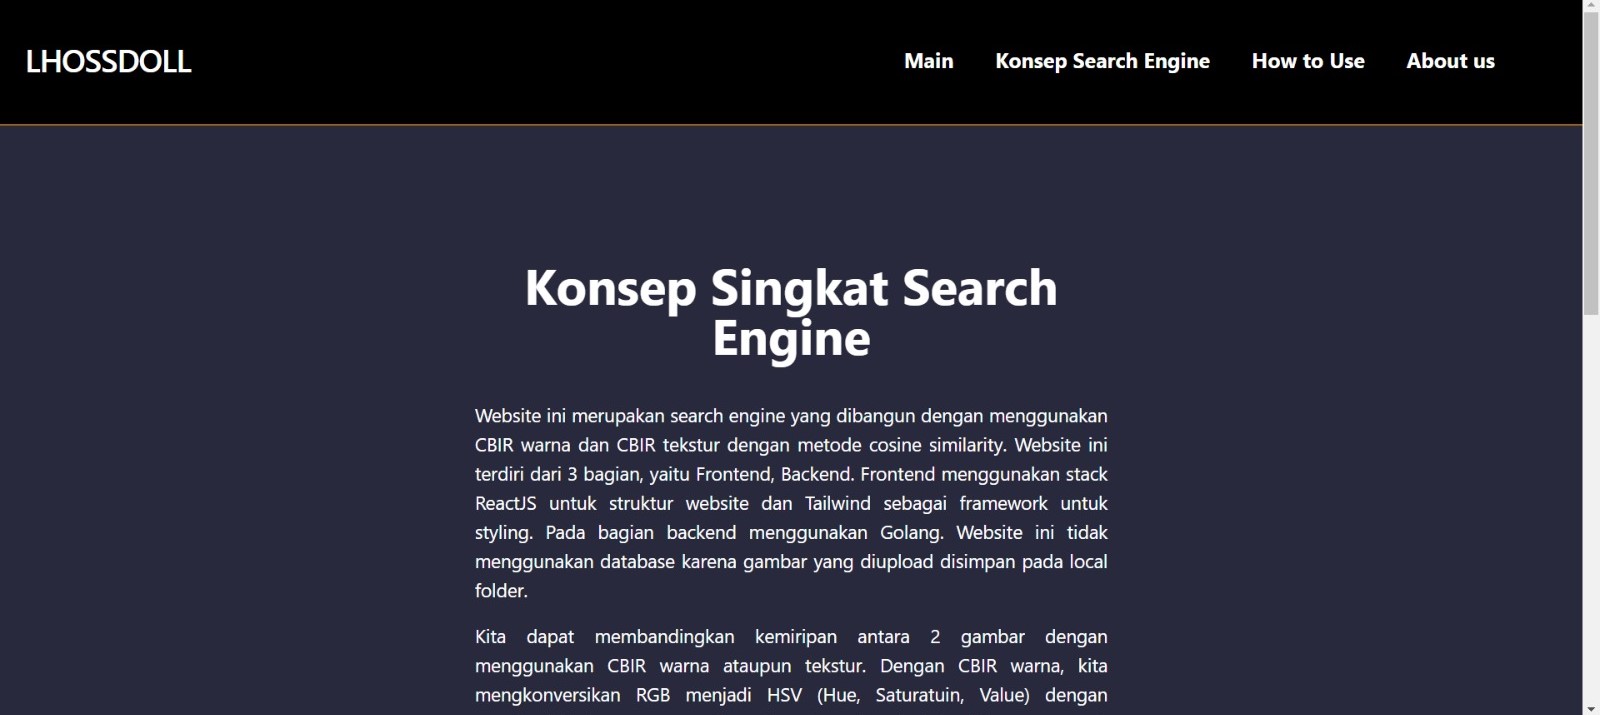 LHOSSDOLL
Main
Konsep Search Engine
How to Use
About us
Konsep Singkat Search
Engine
Website ini merupakan search engine yang dibangun dengan menggunakan
CBIR warna dan CBIR tekstur dengan metode cosine similarity. Website ini
terdiri dari 3 bagian, yaitu Frontend, Backend. Frontend menggunakan stack
ReactJS untuk struktur website dan Tailwind sebagai framework untuk
styling. Pada bagian backend menggunakan Golang. Website ini tidak
menggunakan database karena gambar yang diupload disimpan pada local
folder.
Kita dapat membandingkan kemiripan antara 2 gambar dengan
menggunakan CBIR warna ataupun tekstur. Dengan CBIR warna, kita
mengkonversikan RGB menjadi HSV (Hue, Saturatuin, Value) dengan